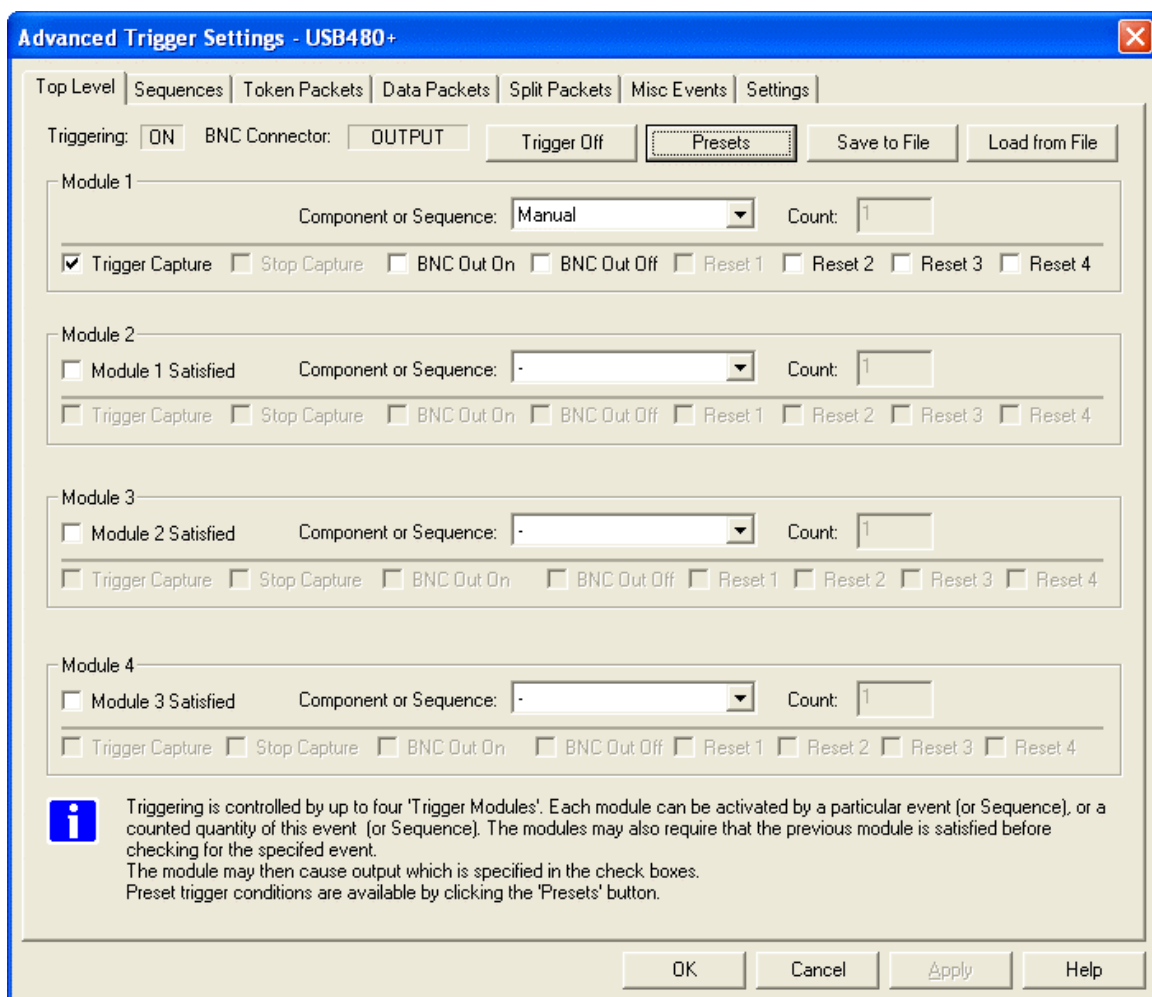 Advanced Trigger Settings - USB480+
Top Level Sequences Token Packets Data Packets Split Packets Misc Events Settings
Triggering: ON BNC Connector: OUTPUT Trigger Off Presets Save to File Load from File
Module 1
Component or Sequence: Manual Count: 1
Trigger Capture Stop Capture BNC Out On BNC Out Off Reset 1 Reset 2 Reset 3 Reset 4
Module 2
Module 1 Satisfied Component or Sequence: - Count: 1
Trigger Capture Stop Capture BNC Out On BNC Out Off Reset 1 Reset 2 Reset 3 Reset 4
Module 3
Module 2 Satisfied Component or Sequence: - Count: 1
Trigger Capture Stop Capture BNC Out On BNC Out Off Reset 1 Reset 2 Reset 3 Reset 4
Module 4
Module 3 Satisfied Component or Sequence: - Count: 1
Trigger Capture Stop Capture BNC Out On BNC Out Off Reset 1 Reset 2 Reset 3 Reset 4
Triggering is controlled by up to four 'Trigger Modules'. Each module can be activated by a particular event (or Sequence), or a
counted quantity of this event (or Sequence). The modules may also require that the previous module is satisfied before
checking for the specifed event.
The module may then cause output which is specified in the check boxes.
Preset trigger conditions are available by clicking the 'Presets' button.
OK Cancel Apply Help